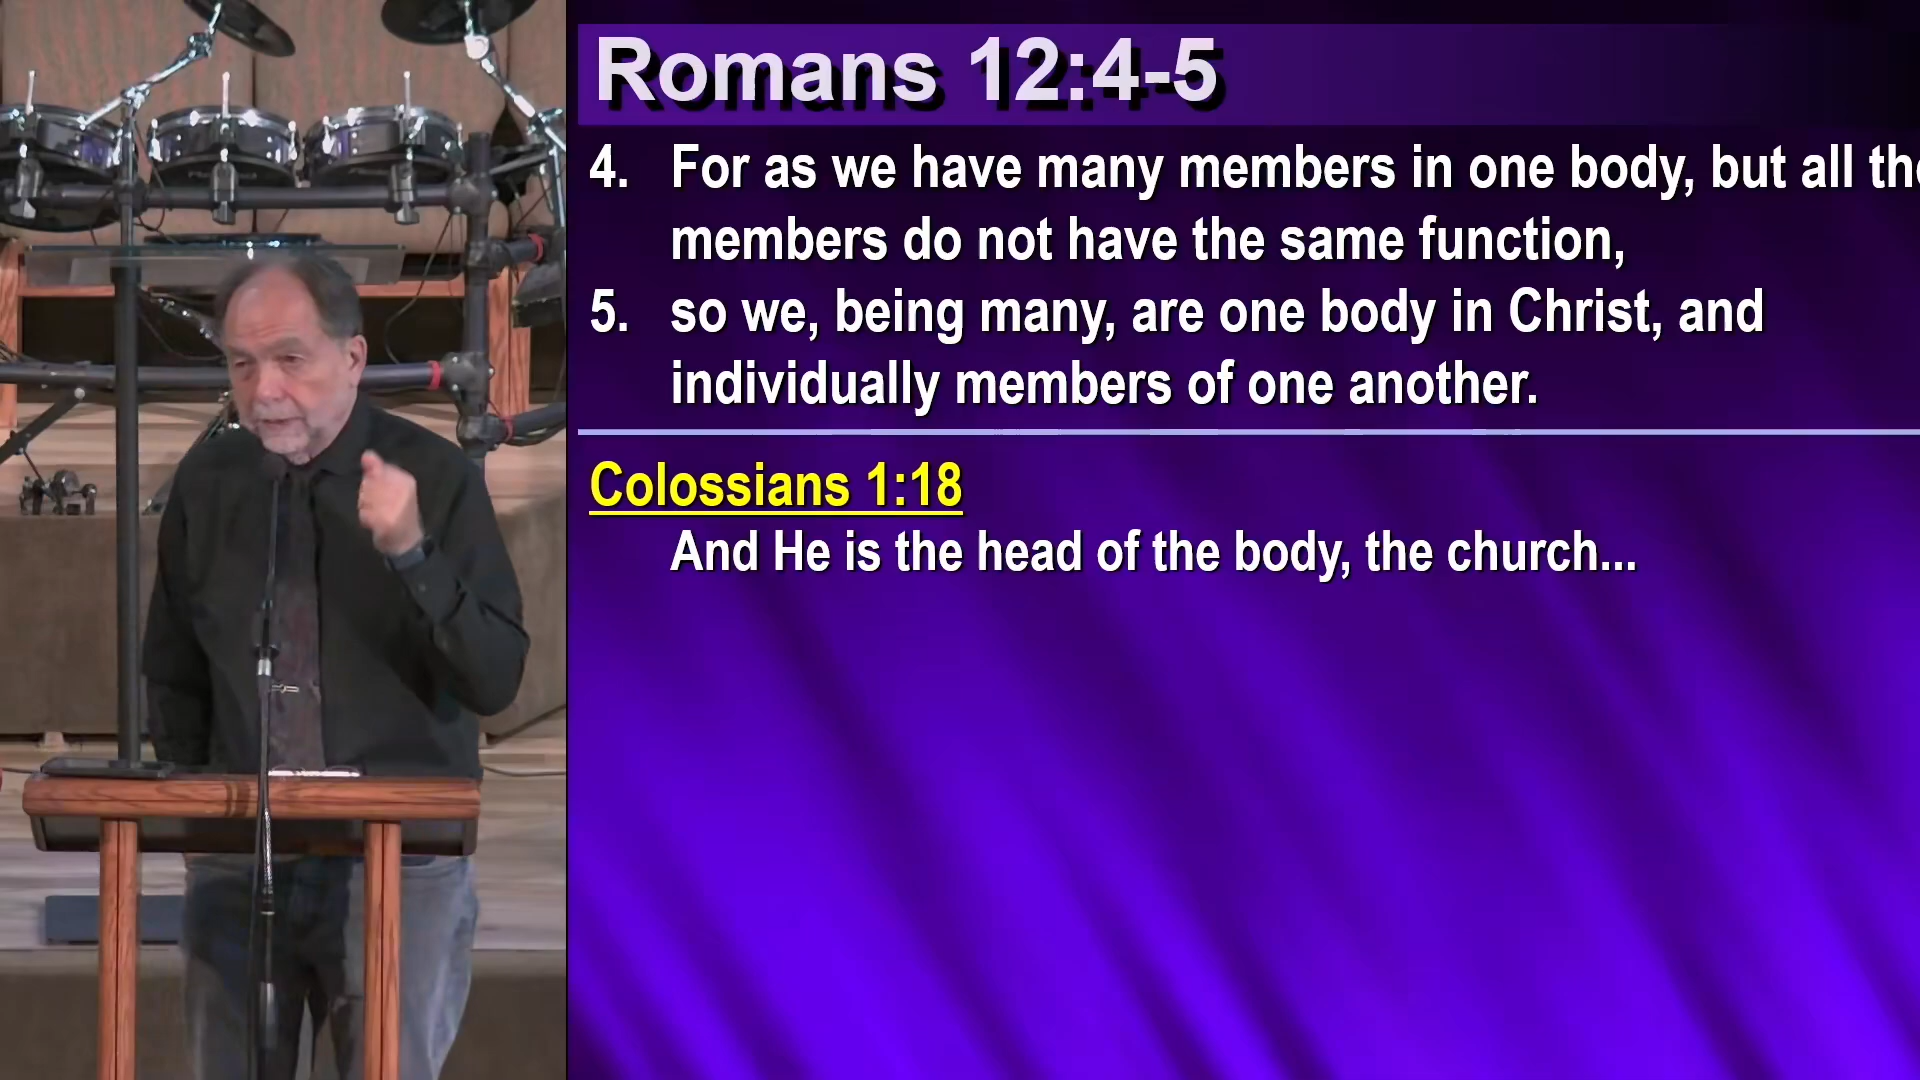 Romans 12:4-5
4. For as we have many members in one body, but all the
members do not have the same function,
5. so we, being many, are one body in Christ, and
individually members of one another.
Colossians 1:18
And He is the head of the body, the church...